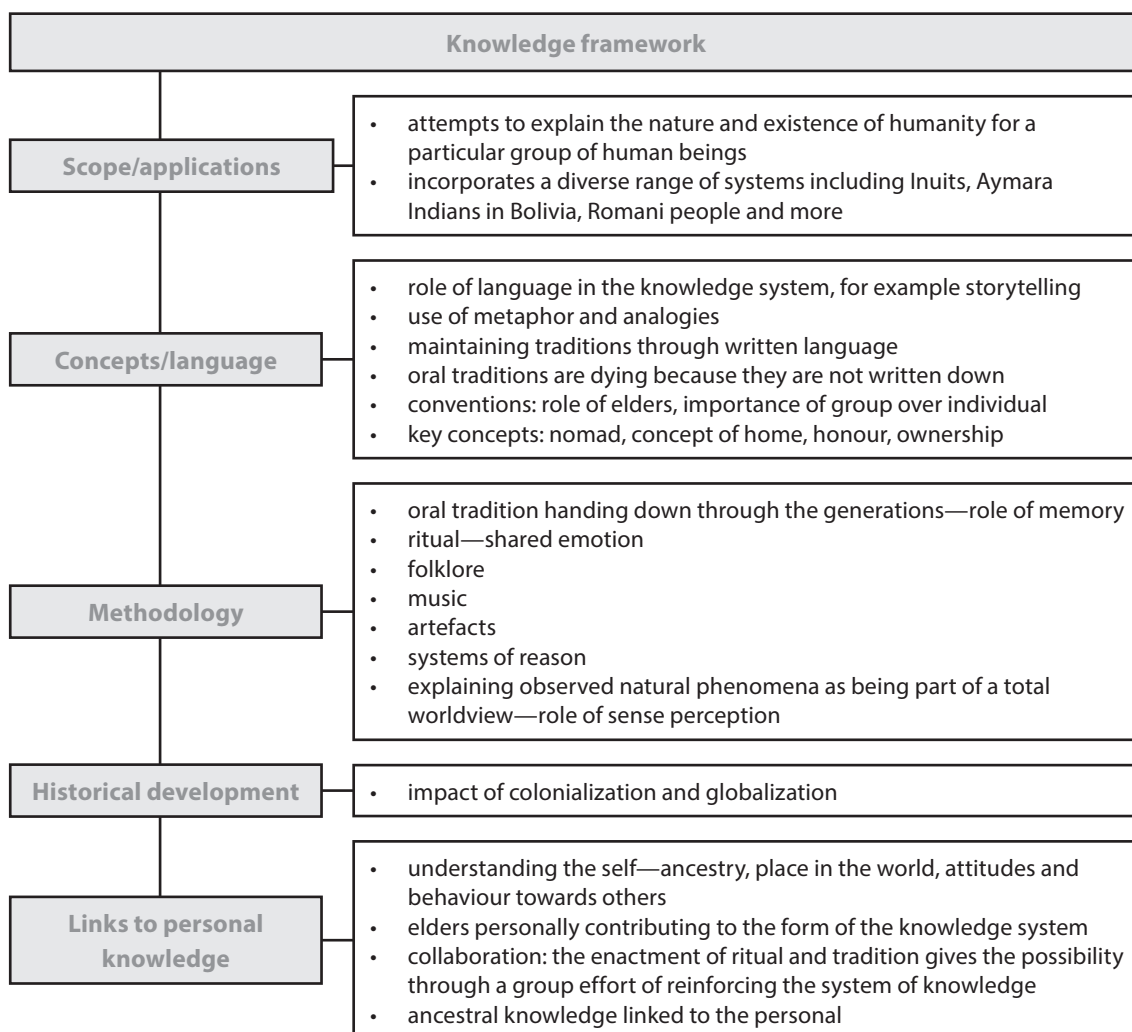 Knowledge framework
Scope/applications
• attempts to explain the nature and existence of humanity for a
particular group of human beings
• incorporates a diverse range of systems including Inuits, Aymara
Indians in Bolivia, Romani people and more
Concepts/language
• role of language in the knowledge system, for example storytelling
• use of metaphor and analogies
• maintaining traditions through written language
• oral traditions are dying because they are not written down
• conventions: role of elders, importance of group over individual
• key concepts: nomad, concept of home, honour, ownership
Methodology
• oral tradition handing down through the generations—role of memory
• ritual—shared emotion
• folklore
• music
• artefacts
• systems of reason
• explaining observed natural phenomena as being part of a total
worldview—role of sense perception
Historical development
• impact of colonialization and globalization
Links to personal
knowledge
• understanding the self—ancestry, place in the world, attitudes and
behaviour towards others
• elders personally contributing to the form of the knowledge system
• collaboration: the enactment of ritual and tradition gives the possibility
through a group effort of reinforcing the system of knowledge
• ancestral knowledge linked to the personal